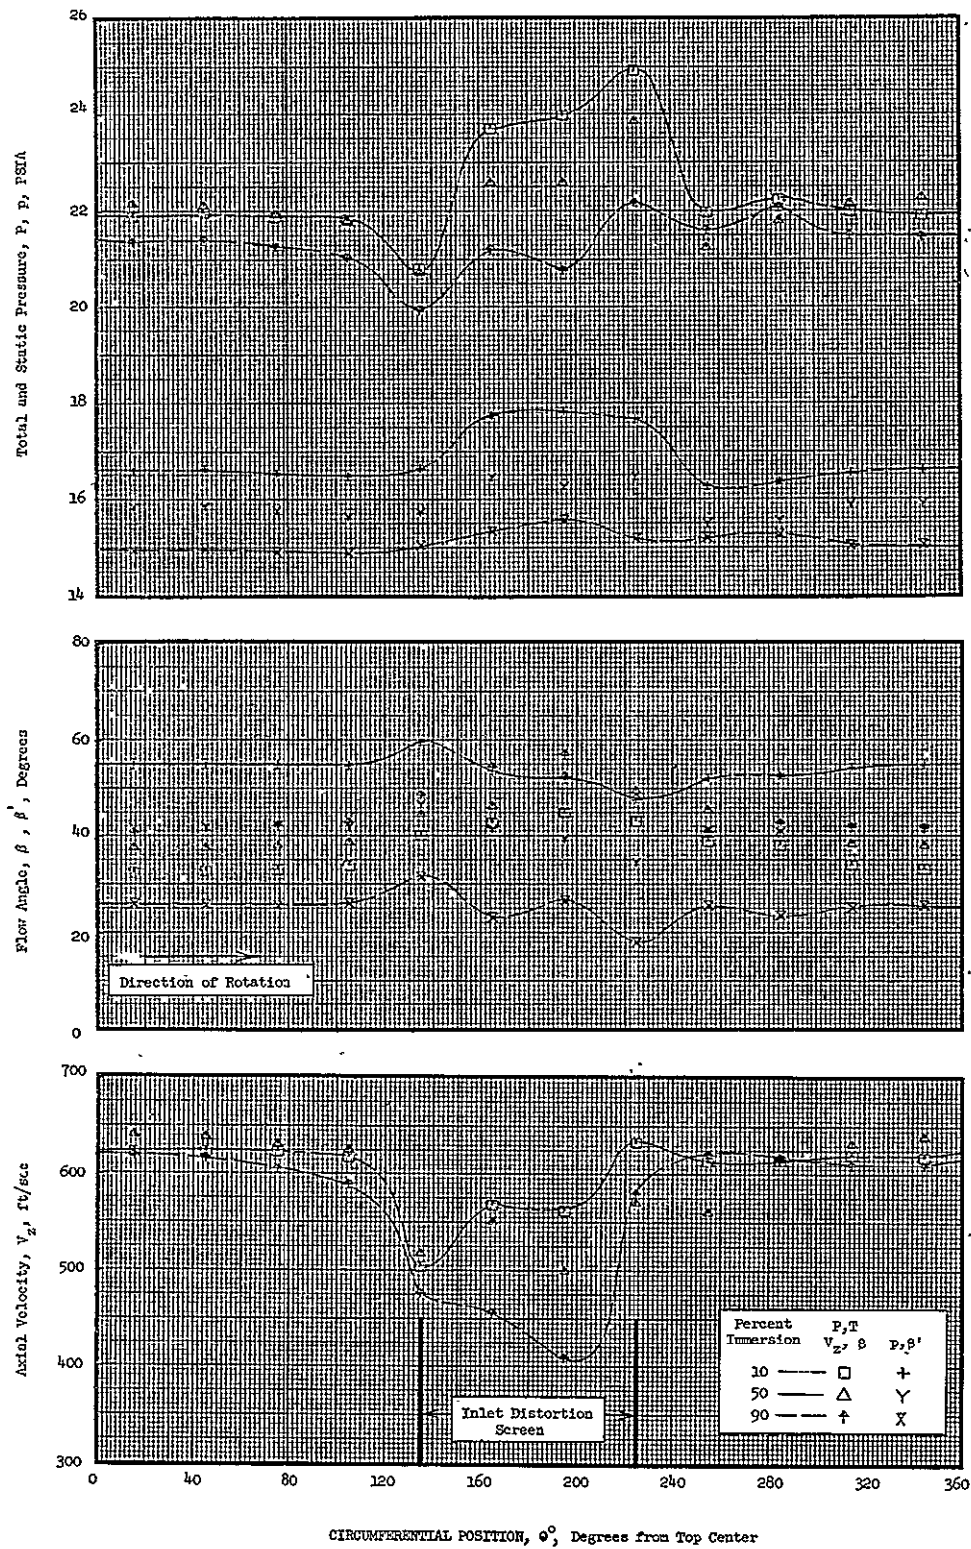 26
24
22
20
18
16
14
Total and Static Pressure, P, p, PSIA
80
60
40
20
0
Flow Angle, β, β', Degrees
Direction of Rotation
700
600
500
400
300
Axial Velocity, Vz, ft/sec
Percent Immersion
P,T
Vz, β
P,β'
10
50
90
Inlet Distortion
Screen
0 40 80 120 160 200 240 280 320 360
CIRCUMFERENTIAL POSITION, θ°, Degrees from Top Center